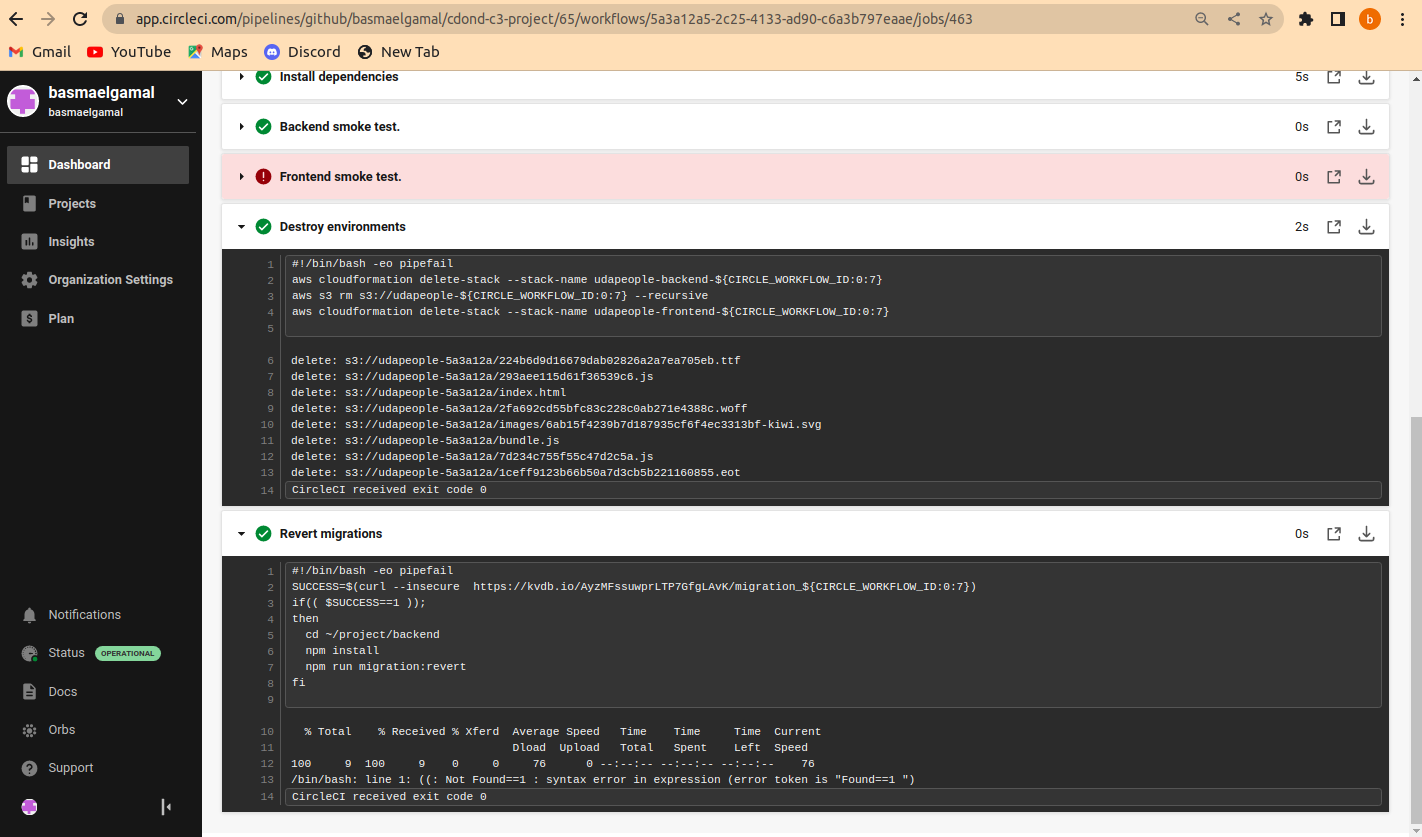 app.circleci.com/pipelines/github/basmaelgamal/cdond-c3-project/65/workflows/5a3a12a5-2c25-4133-ad90-c6a3b797eaae/jobs/463
b
Gmail YouTube Maps Discord New Tab
basmaelgamal
basmaelgamal
Dashboard
Projects
Insights
Organization Settings
Plan
Notifications
Status OPERATIONAL
Docs
Orbs
Support
Install dependencies 5s
Backend smoke test. 0s
Frontend smoke test. 0s
Destroy environments 2s
1 #!/bin/bash -eo pipefail
2 aws cloudformation delete-stack --stack-name udapeople-backend-${CIRCLE_WORKFLOW_ID:0:7}
3 aws s3 rm s3://udapeople-${CIRCLE_WORKFLOW_ID:0:7} --recursive
4 aws cloudformation delete-stack --stack-name udapeople-frontend-${CIRCLE_WORKFLOW_ID:0:7}
5
6 delete: s3://udapeople-5a3a12a/224b6d9d16679dab02826a2a7ea705eb.ttf
7 delete: s3://udapeople-5a3a12a/293aee115d61f36539c6.js
8 delete: s3://udapeople-5a3a12a/index.html
9 delete: s3://udapeople-5a3a12a/2fa692cd55bfc83c228c0ab271e4388c.woff
10 delete: s3://udapeople-5a3a12a/images/6ab15f4239b7d187935cf6f4ec3313bf-kiwi.svg
11 delete: s3://udapeople-5a3a12a/bundle.js
12 delete: s3://udapeople-5a3a12a/7d234c755f55c47d2c5a.js
13 delete: s3://udapeople-5a3a12a/1ceff9123b66b50a7d3cb5b221160855.eot
14 CircleCI received exit code 0
Revert migrations 0s
1 #!/bin/bash -eo pipefail
2 SUCCESS=$(curl --insecure  https://kvdb.io/AyzMFssuwprLTP7GfgLAvK/migration_${CIRCLE_WORKFLOW_ID:0:7})
3 if(( $SUCCESS==1 ));
4 then
5   cd ~/project/backend
6   npm install
7   npm run migration:revert
8 fi
9
10   % Total    % Received % Xferd  Average Speed   Time    Time     Time  Current
11                                  Dload  Upload   Total   Spent    Left  Speed
12 100     9  100     9    0     0     76      0 --:--:-- --:--:-- --:--:--    76
13 /bin/bash: line 1: ((: Not Found==1 : syntax error in expression (error token is "Found==1 ")
14 CircleCI received exit code 0